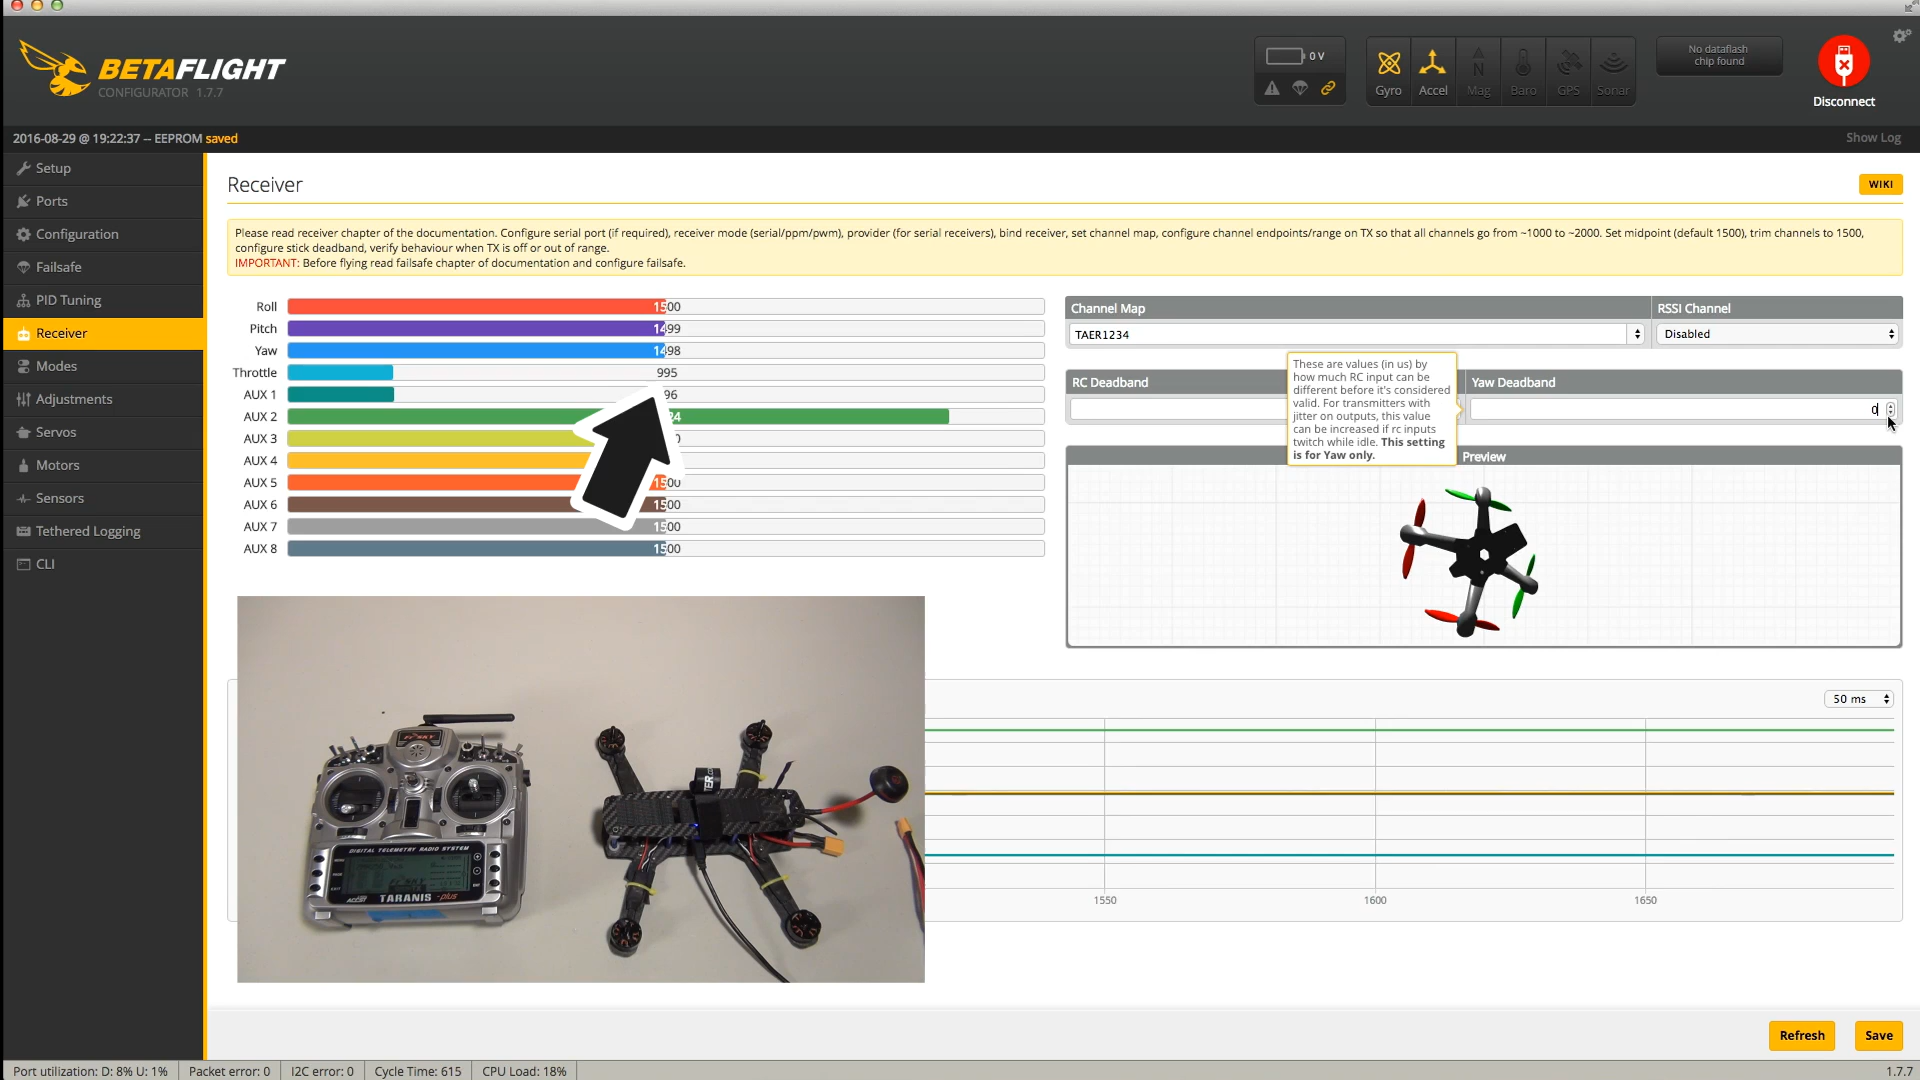 BETAFLIGHT
CONFIGURATOR 1.7.7
0 V
Gyro
Accel
Mag
Baro
GPS
Sonar
No dataflash
chip found
Disconnect
2016-08-29 @ 19:22:37 -- EEPROM saved
Show Log
Setup
Ports
Configuration
Failsafe
PID Tuning
Receiver
Modes
Adjustments
Servos
Motors
Sensors
Tethered Logging
CLI
Receiver
WIKI
Please read receiver chapter of the documentation. Configure serial port (if required), receiver mode (serial/ppm/pwm), provider (for serial receivers), bind receiver, set channel map, configure channel endpoints/range on TX so that all channels go from ~1000 to ~2000. Set midpoint (default 1500), trim channels to 1500,
configure stick deadband, verify behaviour when TX is off or out of range.
IMPORTANT: Before flying read failsafe chapter of documentation and configure failsafe.
Roll 1500
Pitch 1499
Yaw 1498
Throttle 995
AUX 1 96
AUX 2 24
AUX 3 0
AUX 4
AUX 5 1500
AUX 6 1500
AUX 7 1500
AUX 8 1500
Channel Map
RSSI Channel
TAER1234
Disabled
RC Deadband
Yaw Deadband
0
These are values (in us) by
how much RC input can be
different before it's considered
valid. For transmitters with
jitter on outputs, this value
can be increased if rc inputs
twitch while idle. This setting
is for Yaw only.
Preview
50 ms
1550
1600
1650
FrSKY
DIGITAL TELEMETRY RADIO SYSTEM
ACCST TARANIS -plus
Refresh
Save
Port utilization: D: 8% U: 1%
Packet error: 0
I2C error: 0
Cycle Time: 615
CPU Load: 18%
1.7.7